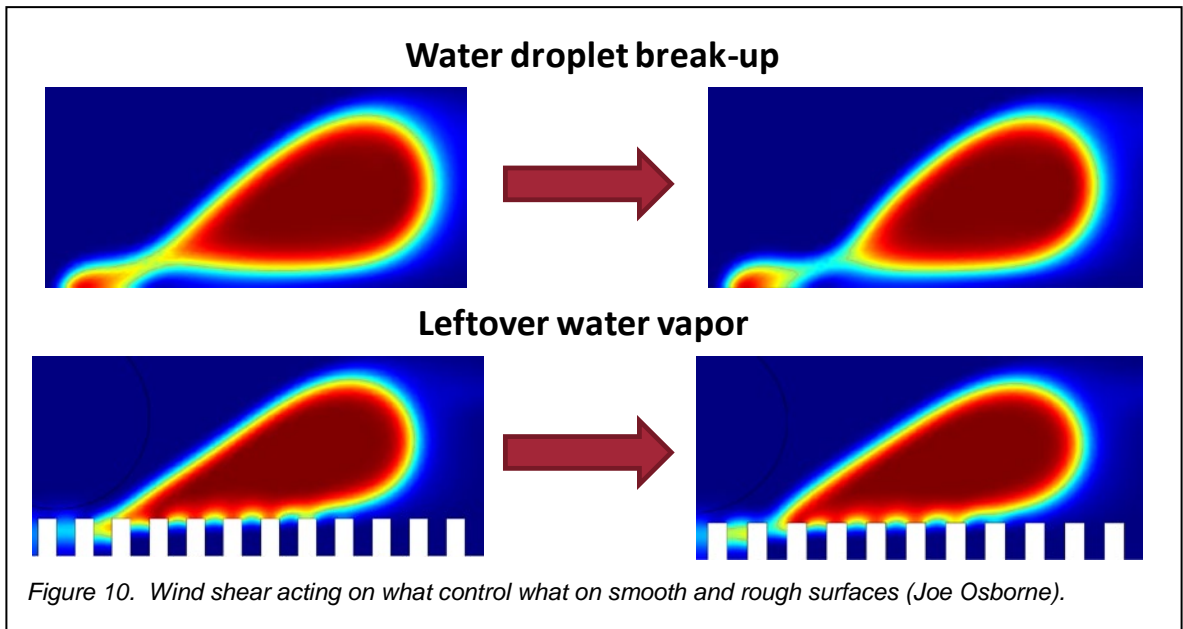 Water droplet break-up
Leftover water vapor
Figure 10. Wind shear acting on what control what on smooth and rough surfaces (Joe Osborne).